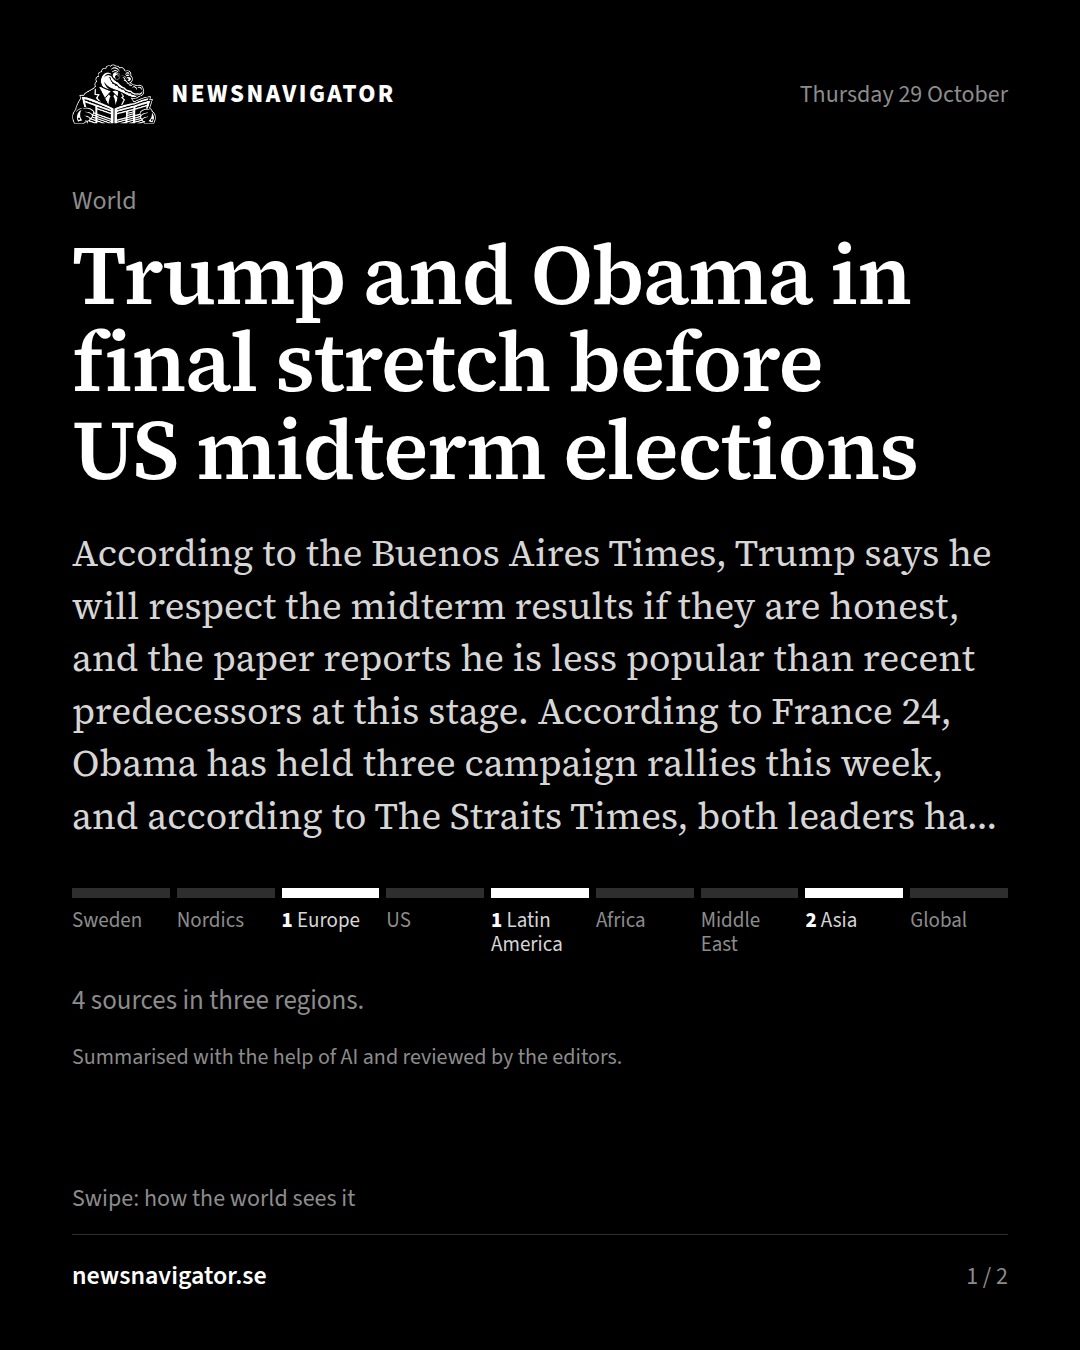 NEWSNAVIGATOR
Thursday 29 October
World
Trump and Obama in
final stretch before
US midterm elections
According to the Buenos Aires Times, Trump says he
will respect the midterm results if they are honest,
and the paper reports he is less popular than recent
predecessors at this stage. According to France 24,
Obama has held three campaign rallies this week,
and according to The Straits Times, both leaders ha...
Sweden
Nordics
1 Europe
US
1 Latin
America
Africa
Middle
East
2 Asia
Global
4 sources in three regions.
Summarised with the help of AI and reviewed by the editors.
Swipe: how the world sees it
newsnavigator.se
1 / 2